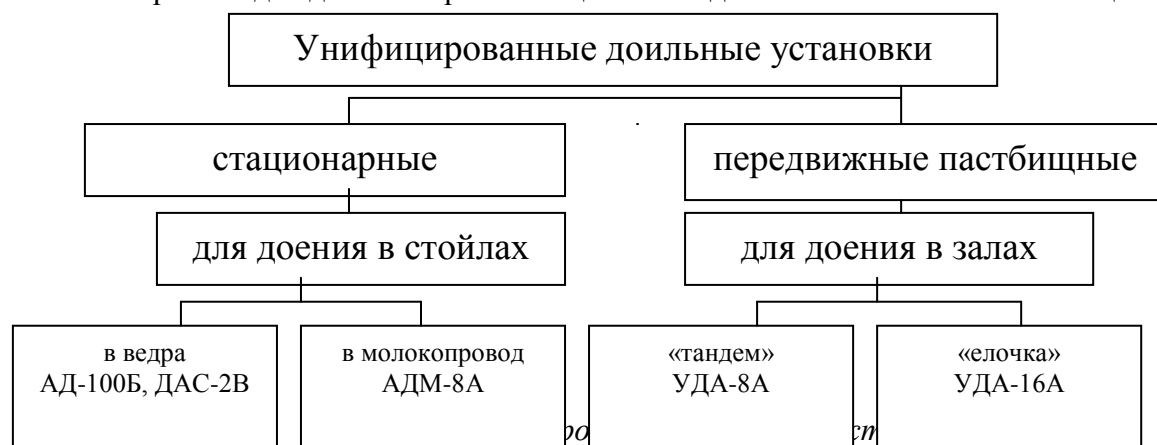 Унифицированные доильные установки
стационарные
передвижные пастбищные
для доения в стойлах
для доения в залах
в ведра
АД-100Б, ДАС-2В
в молокопровод
АДМ-8А
«тандем»
УДА-8А
«елочка»
УДА-16А